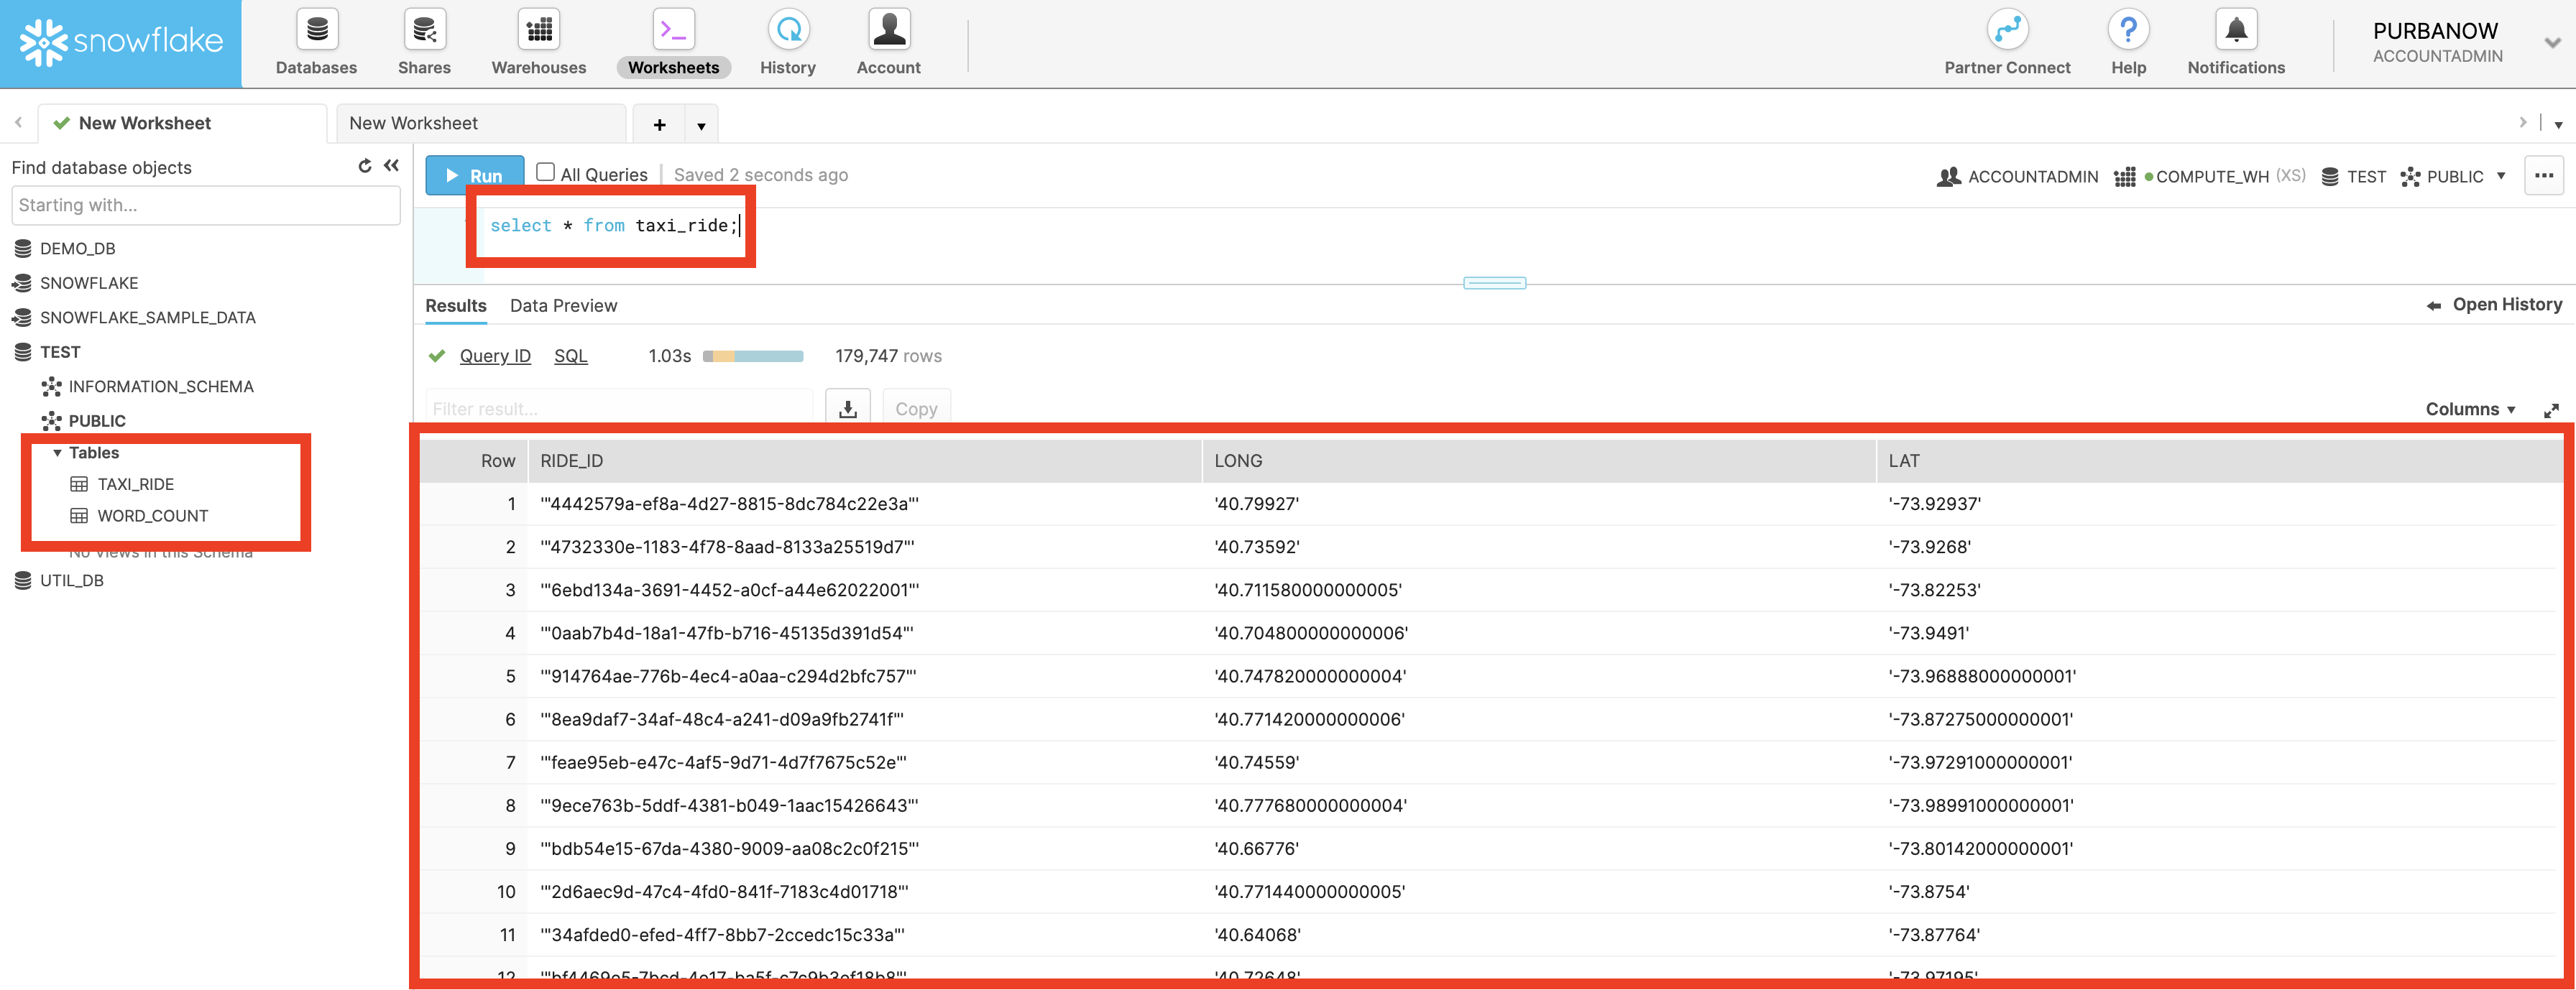 snowflake
Databases Shares Warehouses Worksheets History Account Partner Connect Help Notifications
PURBANOW
ACCOUNTADMIN
New Worksheet New Worksheet
Find database objects
Starting with...
DEMO_DB
SNOWFLAKE
SNOWFLAKE_SAMPLE_DATA
TEST
INFORMATION_SCHEMA
PUBLIC
Tables
TAXI_RIDE
WORD_COUNT
No Views in this Schema
UTIL_DB
Run All Queries Saved 2 seconds ago ACCOUNTADMIN COMPUTE_WH (XS) TEST PUBLIC
select * from taxi_ride;
Results Data Preview Open History
Query ID SQL 1.03s 179,747 rows
Filter result... Copy Columns
Row RIDE_ID LONG LAT
1 '"4442579a-ef8a-4d27-8815-8dc784c22e3a"' '40.79927' '-73.92937'
2 '"4732330e-1183-4f78-8aad-8133a25519d7"' '40.73592' '-73.9268'
3 '"6ebd134a-3691-4452-a0cf-a44e62022001"' '40.711580000000005' '-73.82253'
4 '"0aab7b4d-18a1-47fb-b716-45135d391d54"' '40.704800000000006' '-73.9491'
5 '"914764ae-776b-4ec4-a0aa-c294d2bfc757"' '40.747820000000004' '-73.96888000000001'
6 '"8ea9daf7-34af-48c4-a241-d09a9fb2741f"' '40.771420000000006' '-73.87275000000001'
7 '"feae95eb-e47c-4af5-9d71-4d7f7675c52e"' '40.74559' '-73.97291000000001'
8 '"9ece763b-5ddf-4381-b049-1aac15426643"' '40.777680000000004' '-73.98991000000001'
9 '"bdb54e15-67da-4380-9009-aa08c2c0f215"' '40.66776' '-73.80142000000001'
10 '"2d6aec9d-47c4-4fd0-841f-7183c4d01718"' '40.771440000000005' '-73.8754'
11 '"34afded0-efed-4ff7-8bb7-2ccedc15c33a"' '40.64068' '-73.87764'
12 '40.72648' '-73.97195'